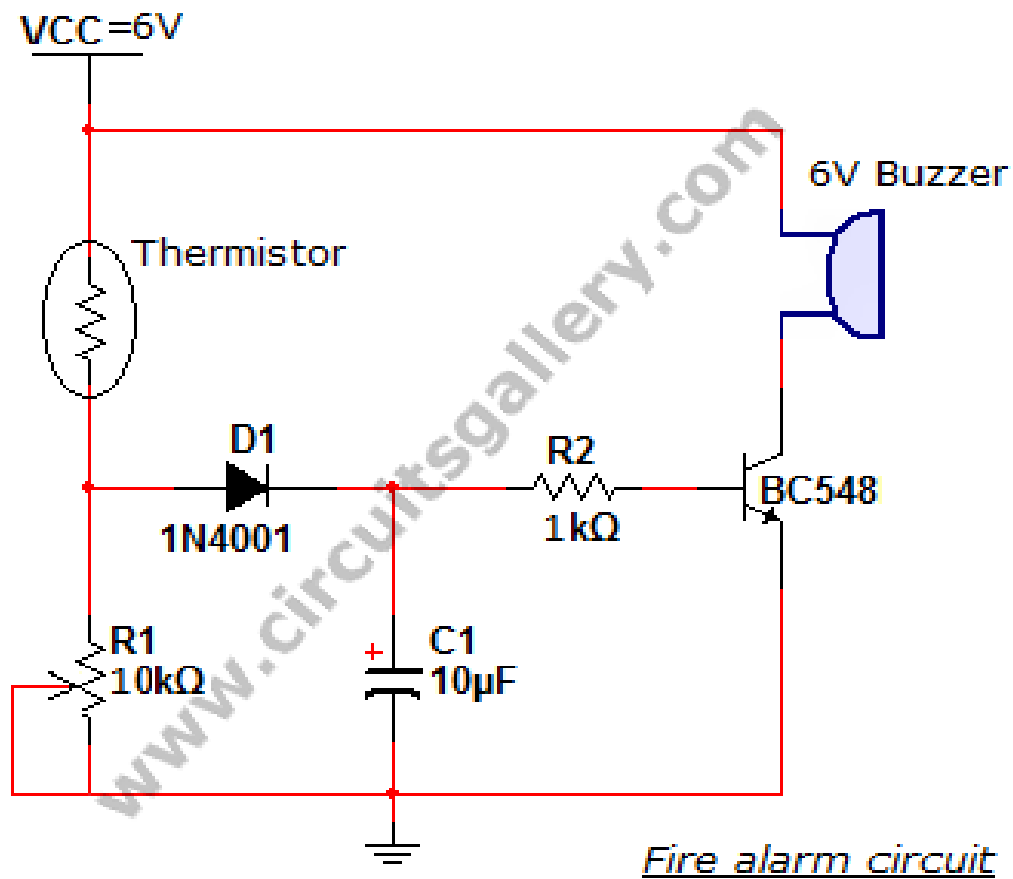 VCC =6V
6V Buzzer
Thermistor
D1
1N4001
R2
1kΩ
BC548
R1
10kΩ
+
C1
10µF
www.circuitsgallery.com
Fire alarm circuit